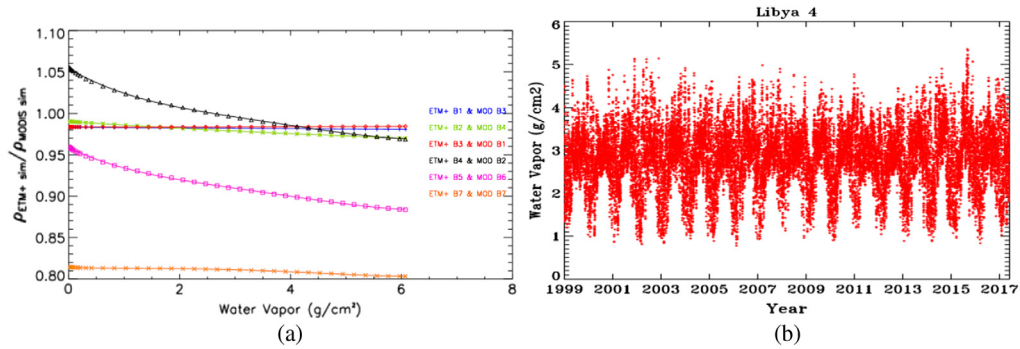 1.10
1.05
1.00
0.95
0.90
0.85
0.80
ρETM+ sim/ρMODIS sim
ETM+ B1 & MOD B3
ETM+ B2 & MOD B4
ETM+ B3 & MOD B1
ETM+ B4 & MOD B2
ETM+ B5 & MOD B6
ETM+ B7 & MOD B7
0 2 4 6 8
Water Vapor (g/cm²)
(a)
Libya 4
6
5
4
3
2
1
0
Water Vapor (g/cm2)
1999 2001 2003 2005 2007 2009 2011 2013 2015 2017
Year
(b)